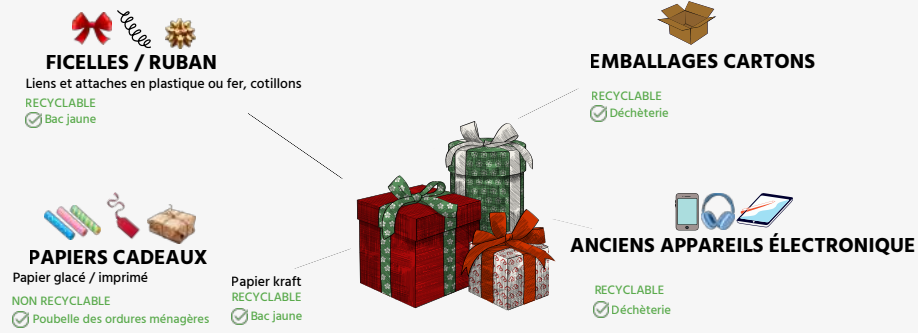 FICELLES / RUBAN
Liens et attaches en plastique ou fer, cotillons
RECYCLABLE
Bac jaune
EMBALLAGES CARTONS
RECYCLABLE
Déchèterie
PAPIERS CADEAUX
Papier glacé / imprimé
NON RECYCLABLE
Poubelle des ordures ménagères
Papier kraft
RECYCLABLE
Bac jaune
ANCIENS APPAREILS ÉLECTRONIQUE
RECYCLABLE
Déchèterie